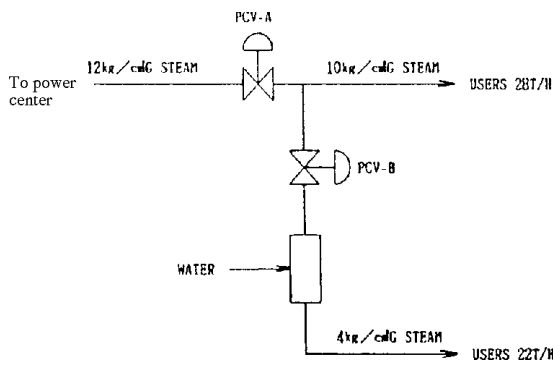 PCV-A
12kg/cm²G STEAM
10kg/cm²G STEAM
To power
center
USERS 28T/H
PCV-B
WATER
4kg/cm²G STEAM
USERS 22T/H